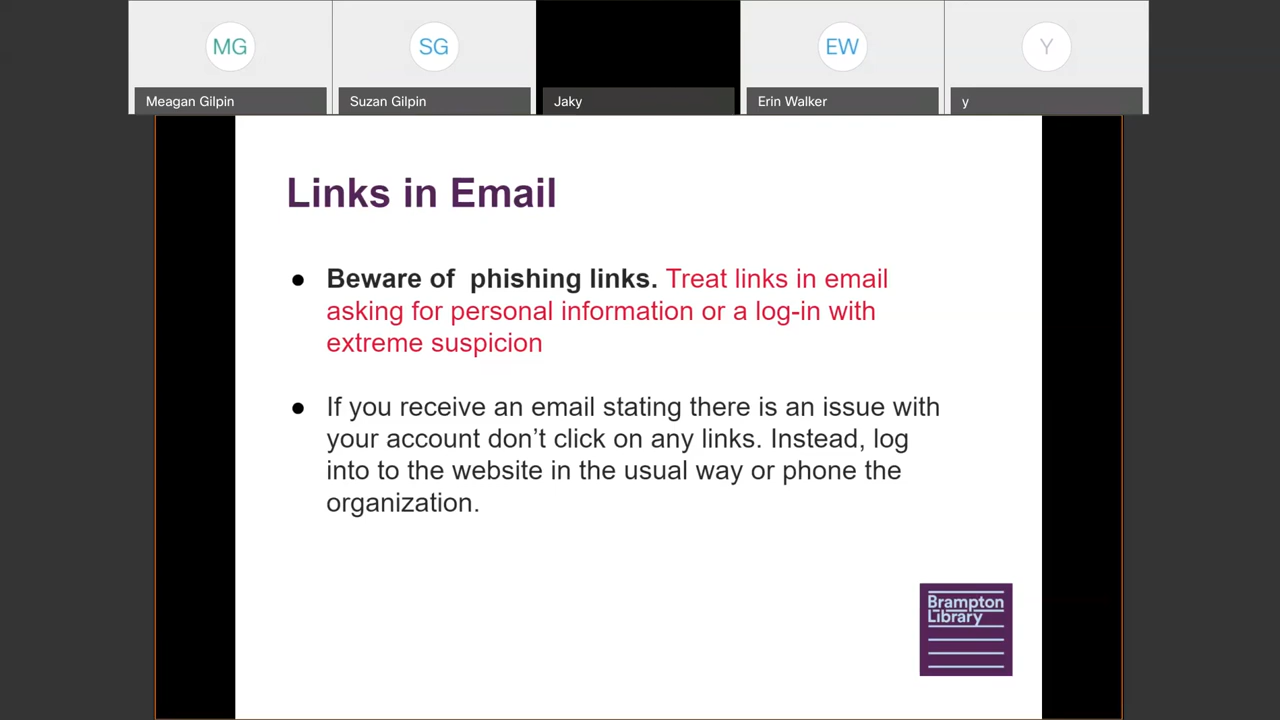 MG
SG
EW
Y
Meagan Gilpin
Suzan Gilpin
Jaky
Erin Walker
y
Links in Email
● Beware of  phishing links. Treat links in email
asking for personal information or a log-in with
extreme suspicion
● If you receive an email stating there is an issue with
your account don’t click on any links. Instead, log
into to the website in the usual way or phone the
organization.
Brampton
Library